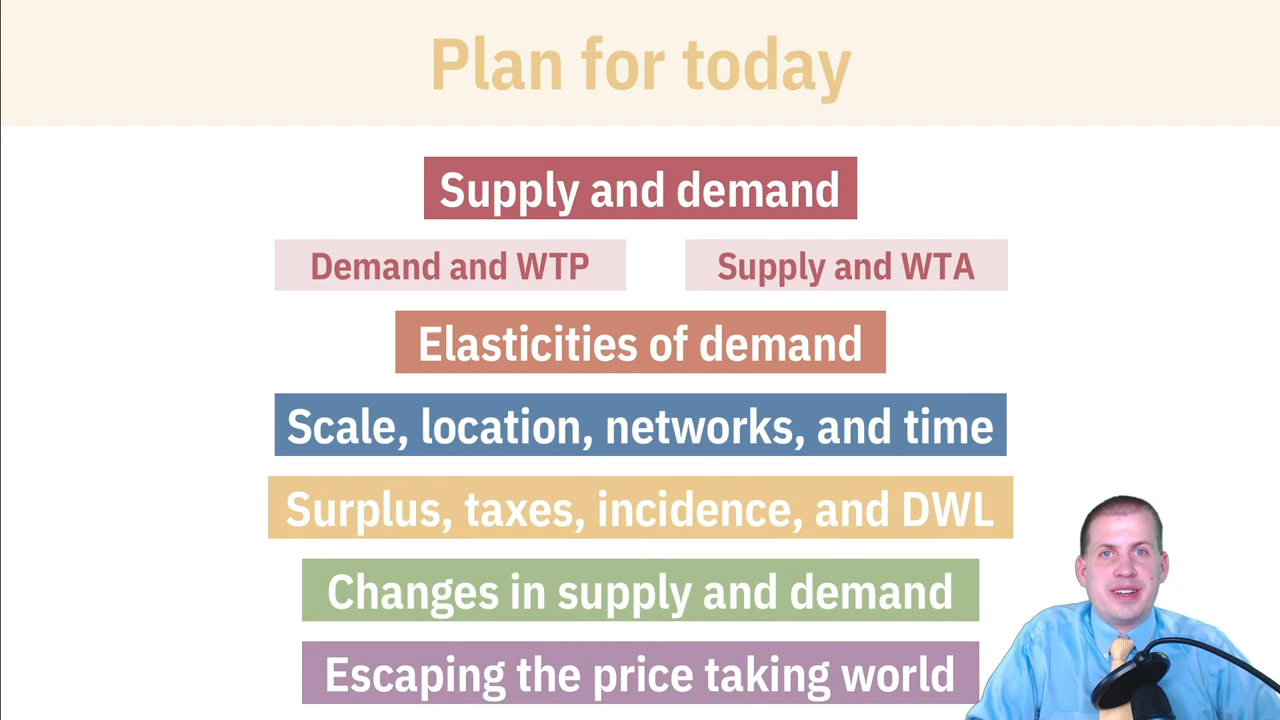 Plan for today
Supply and demand
Demand and WTP
Supply and WTA
Elasticities of demand
Scale, location, networks, and time
Surplus, taxes, incidence, and DWL
Changes in supply and demand
Escaping the price taking world